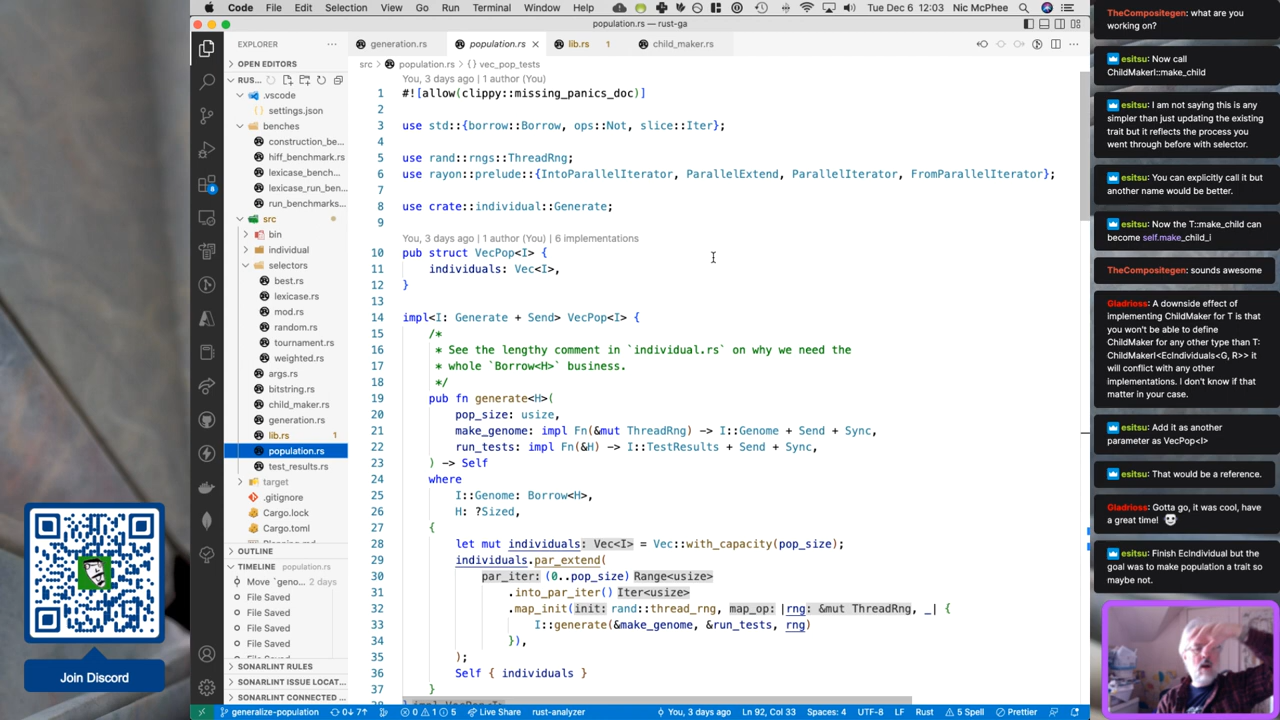 Code File Edit Selection View Go Run Terminal Window Help Tue Dec 6 12:03 Nic McPhee
population.rs — rust-ga
EXPLORER
OPEN EDITORS
RUS...
.vscode
settings.json
benches
construction_be...
hiff_benchmark.rs
lexicase_bench...
lexicase_run_ben...
run_benchmarks...
src
bin
individual
selectors
best.rs
lexicase.rs
mod.rs
random.rs
tournament.rs
weighted.rs
args.rs
bitstring.rs
child_maker.rs
generation.rs
lib.rs 1
population.rs
test_results.rs
target
.gitignore
Cargo.lock
Cargo.toml
OUTLINE
TIMELINE population.rs
Move `geno... 2 days
File Saved
File Saved
File Saved
File Saved
File Saved
SONARLINT RULES
SONARLINT ISSUE LOCAT...
SONARLINT CONNECTED ...
8
generation.rs population.rs lib.rs 1 child_maker.rs
src population.rs {} vec_pop_tests
You, 3 days ago | 1 author (You)
1 #![allow(clippy::missing_panics_doc)]
2
3 use std::{borrow::Borrow, ops::Not, slice::Iter};
4
5 use rand::rngs::ThreadRng;
6 use rayon::prelude::{IntoParallelIterator, ParallelExtend, ParallelIterator, FromParallelIterator};
7
8 use crate::individual::Generate;
9
You, 3 days ago | 1 author (You) | 6 implementations
10 pub struct VecPop<I> {
11 individuals: Vec<I>,
12 }
13
14 impl<I: Generate + Send> VecPop<I> {
15 /*
16 * See the lengthy comment in `individual.rs` on why we need the
17 * whole `Borrow<H>` business.
18 */
19 pub fn generate<H>(
20 pop_size: usize,
21 make_genome: impl Fn(&mut ThreadRng) -> I::Genome + Send + Sync,
22 run_tests: impl Fn(&H) -> I::TestResults + Send + Sync,
23 ) -> Self
24 where
25 I::Genome: Borrow<H>,
26 H: ?Sized,
27 {
28 let mut individuals: Vec<I> = Vec::with_capacity(pop_size);
29 individuals.par_extend(
30 par_iter: (0..pop_size) Range<usize>
31 .into_par_iter() Iter<usize>
32 .map_init(init: rand::thread_rng, map_op: |rng: &mut ThreadRng, _| {
33 I::generate(&make_genome, &run_tests, rng)
34 }),
35 );
36 Self { individuals }
37 }
generalize-population 0↓ 7↑ 0 1 5 Live Share rust-analyzer You, 3 days ago Ln 92, Col 33 Spaces: 4 UTF-8 LF Rust 5 Spell Prettier
Join Discord
TheCompositegen: what are you
working on?
esitsu: Now call
ChildMakerI::make_child
esitsu: I am not saying this is any
simpler than just updating the existing
trait but it reflects the process you
went through before with selector.
esitsu: You can explicitly call it but
another name would be better.
esitsu: Now the T::make_child can
become self.make_child_i
TheCompositegen: sounds awesome
Gladrioss: A downside effect of
implementing ChildMaker for T is that
you won't be able to define
ChildMaker for any other type than T:
ChildMakerI<EcIndividuals<G, R>> it
will conflict with any other
implementations. I don't know if that
matter in your case.
esitsu: Add it as another
parameter as VecPop<I>
esitsu: That would be a reference.
Gladrioss: Gotta go, it was cool, have
a great time!
esitsu: Finish EcIndividual but the
goal was to make population a trait so
maybe not.